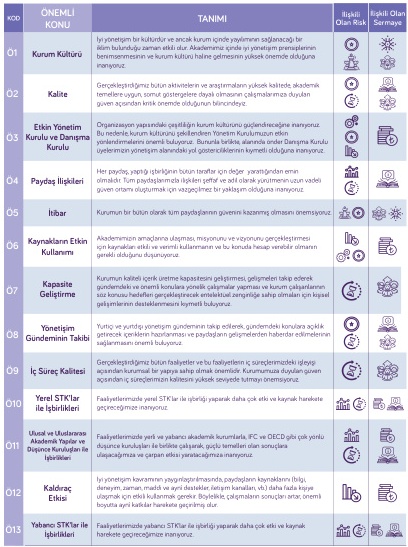 KOD
ÖNEMLİ
KONU
TANIMI
İlişkili
Olan Risk
İlişkili Olan
Sermaye
Ö1
Kurum Kültürü
İyi yönetişim bir kültürdür ve ancak kurum içinde yayılımının sağlanacağı bir
iklim bulunduğu zaman etkili olur. Akademimiz içinde iyi yönetişim prensiplerinin
benimsenmesinin ve kurum kültürü haline gelmesinin yüksek önemde olduğuna
inanıyoruz.
Ö2
Kalite
Gerçekleştirdiğimiz bütün aktivitelerin ve araştırmaların yüksek kalitede, akademik
temellere uygun, somut göstergelere dayalı olmasının çalışmalarımıza duyulan
güven açısından kritik önemde olduğunun bilincindeyiz.
Ö3
Etkin Yönetim
Kurulu ve Danışma
Kurulu
Organizasyon yapısındaki çeşitliliğin kurum kültürünü güçlendireceğine inanıyoruz.
Bu nedenle, kurum kültürünü şekillendiren Yönetim Kurulumuzun etkin
yönlendirmelerini önemli buluyoruz. Bununla birlikte, alanında önder Danışma Kurulu
üyelerimizin yönetişim alanındaki yol göstericiliklerinin kıymetli olduğuna inanıyoruz.
Ö4
Paydaş İlişkileri
Her paydaş, yaptığı işbirliğinin bütün taraflar için değer yarattığından emin
olmalıdır. Tüm paydaşlarımızla ilişkileri şeffaf ve adil olarak yürütmenin uzun vadeli
güven ortamı oluşturmak için vazgeçilmez bir yaklaşım olduğuna inanıyoruz.
Ö5
İtibar
Kurumun bir bütün olarak tüm paydaşlarının güvenini kazanmış olmasını önemsiyoruz.
Ö6
Kaynakların Etkin
Kullanımı
Akademimizin amaçlarına ulaşması, misyonunu ve vizyonunu gerçekleştirmesi
için kaynakları etkili ve verimli kullanmanın ve bu konuda hesap verebilir olmanın
gerekli olduğunu düşünüyoruz.
Ö7
Kapasite
Geliştirme
Kurumun kaliteli içerik üretme kapasitesini geliştirmesi, gelişmeleri takip ederek
gündemdeki ve önemli konulara yönelik çalışmalar yapması ve kurum çalışanlarının
söz konusu hedefleri gerçekleştirecek entelektüel zenginliğe sahip olmaları için kişisel
gelişimlerinin desteklenmesini kıymetli buluyoruz.
Ö8
Yönetişim
Gündeminin Takibi
Yurtiçi ve yurtdışı yönetişim gündeminin takip edilerek, gündemdeki konulara açıklık
getirecek içeriklerin hazırlanması ve paydaşların gelişmelerden haberdar edilmelerinin
sağlanmasını önemli buluyoruz.
Ö9
İç Süreç Kalitesi
Gerçekleştirdiğimiz bütün faaliyetler ve bu faaliyetlerin iç süreçlerimizdeki işleyişi
açısından kurumsal bir yapıya sahip olmak önemlidir. Kurumumuza duyulan güven
açısından iç süreçlerimizin kalitesini yüksek seviyede tutmayı önemsiyoruz.
Ö10
Yerel STK'lar
ile İşbirlikleri
Faaliyetlerimizde yerel STK'lar ile iş birliği yaparak daha çok etki ve kaynak harekete
geçireceğimize inanıyoruz.
Ö11
Ulusal ve Uluslararası
Akademik Yapılar ve
Düşünce Kuruluşları ile
İşbirlikleri
Faaliyetlerimizde yerli ve yabancı akademik kurumlarla, IFC ve OECD gibi çok yönlü
düşünce kuruluşları ile birlikte çalışarak, güçlü temelleri olan sonuçlara
ulaşacağımıza ve çarpan etkisi yaratacağımıza inanıyoruz.
Ö12
Kaldıraç
Etkisi
İyi yönetişim kavramının yaygınlaştırılmasında, paydaşların kaynaklarını (bilgi,
deneyim, zaman, maddi ve ayni destekler, iletişim kanalları, vb.) daha fazla kişiye
ulaşmak için etkili kullanmak gerekir. Böylelikle, çalışmaların sonuçları artar, önemli
boyutta ayni katkılar harekete geçirilmiş olur.
Ö13
Yabancı STK'lar ile
İşbirlikleri
Faaliyetlerimizde yabancı STK'lar ile iş birliği yaparak daha çok etki ve kaynak
harekete geçireceğimize inanıyoruz.